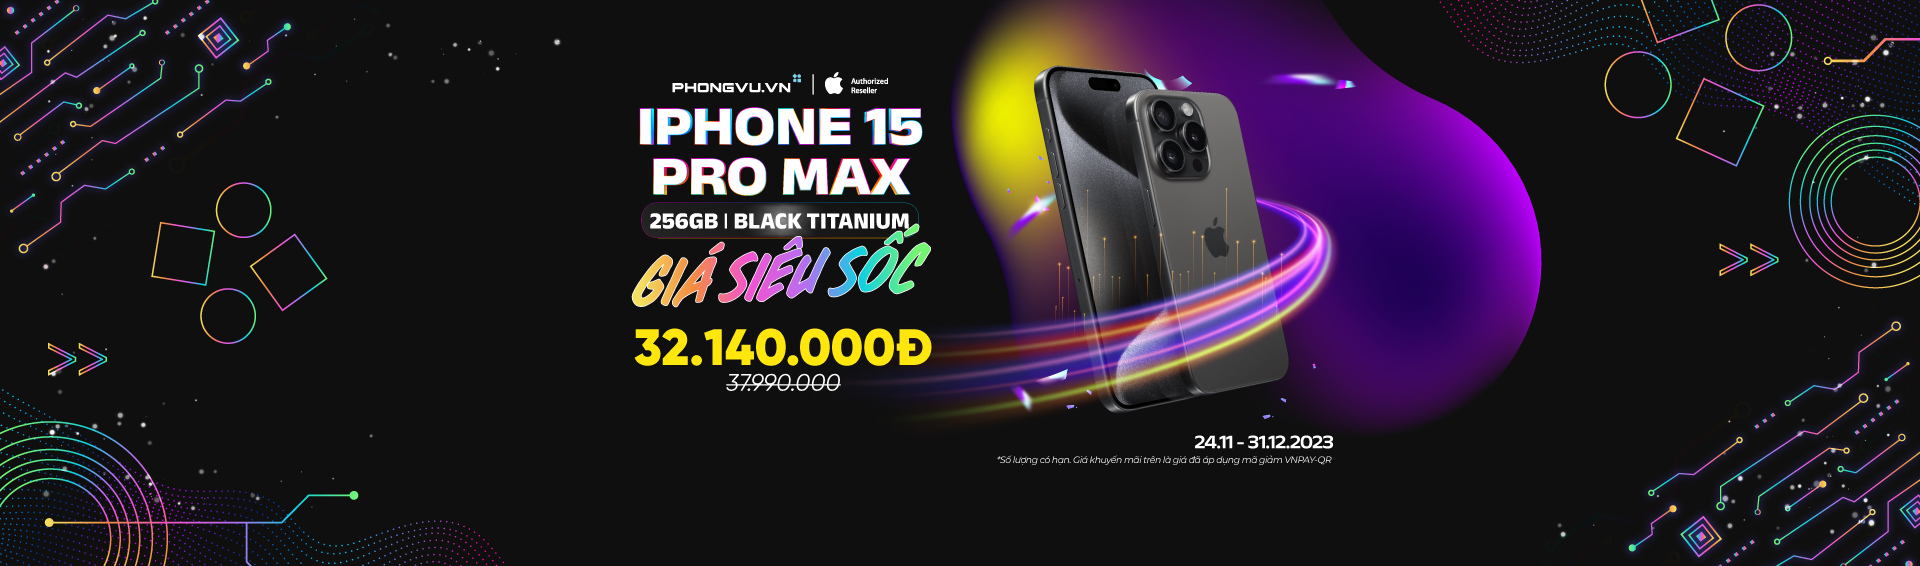 PHONGVU.VN
Authorized
Reseller
IPHONE 15
PRO MAX
256GB | BLACK TITANIUM
GIÁ SIÊU SỐC
32.140.000Đ
37.990.000
24.11 - 31.12.2023
*Số lượng có hạn. Giá khuyến mãi trên là giá đã áp dụng mã giảm VNPAY-QR